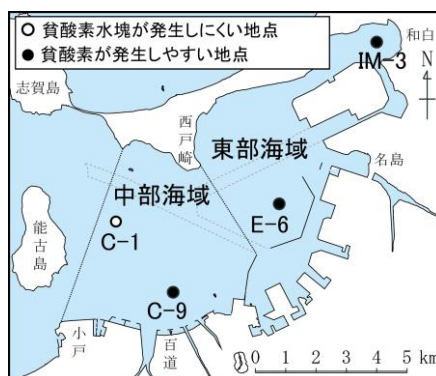 ○ 貧酸素水塊が発生しにくい地点
● 貧酸素が発生しやすい地点
和白
IM-3
N
志賀島
西戸崎
東部海域
名島
中部海域
能古島
C-1
E-6
C-9
小戸
百道
0 1 2 3 4 5 km